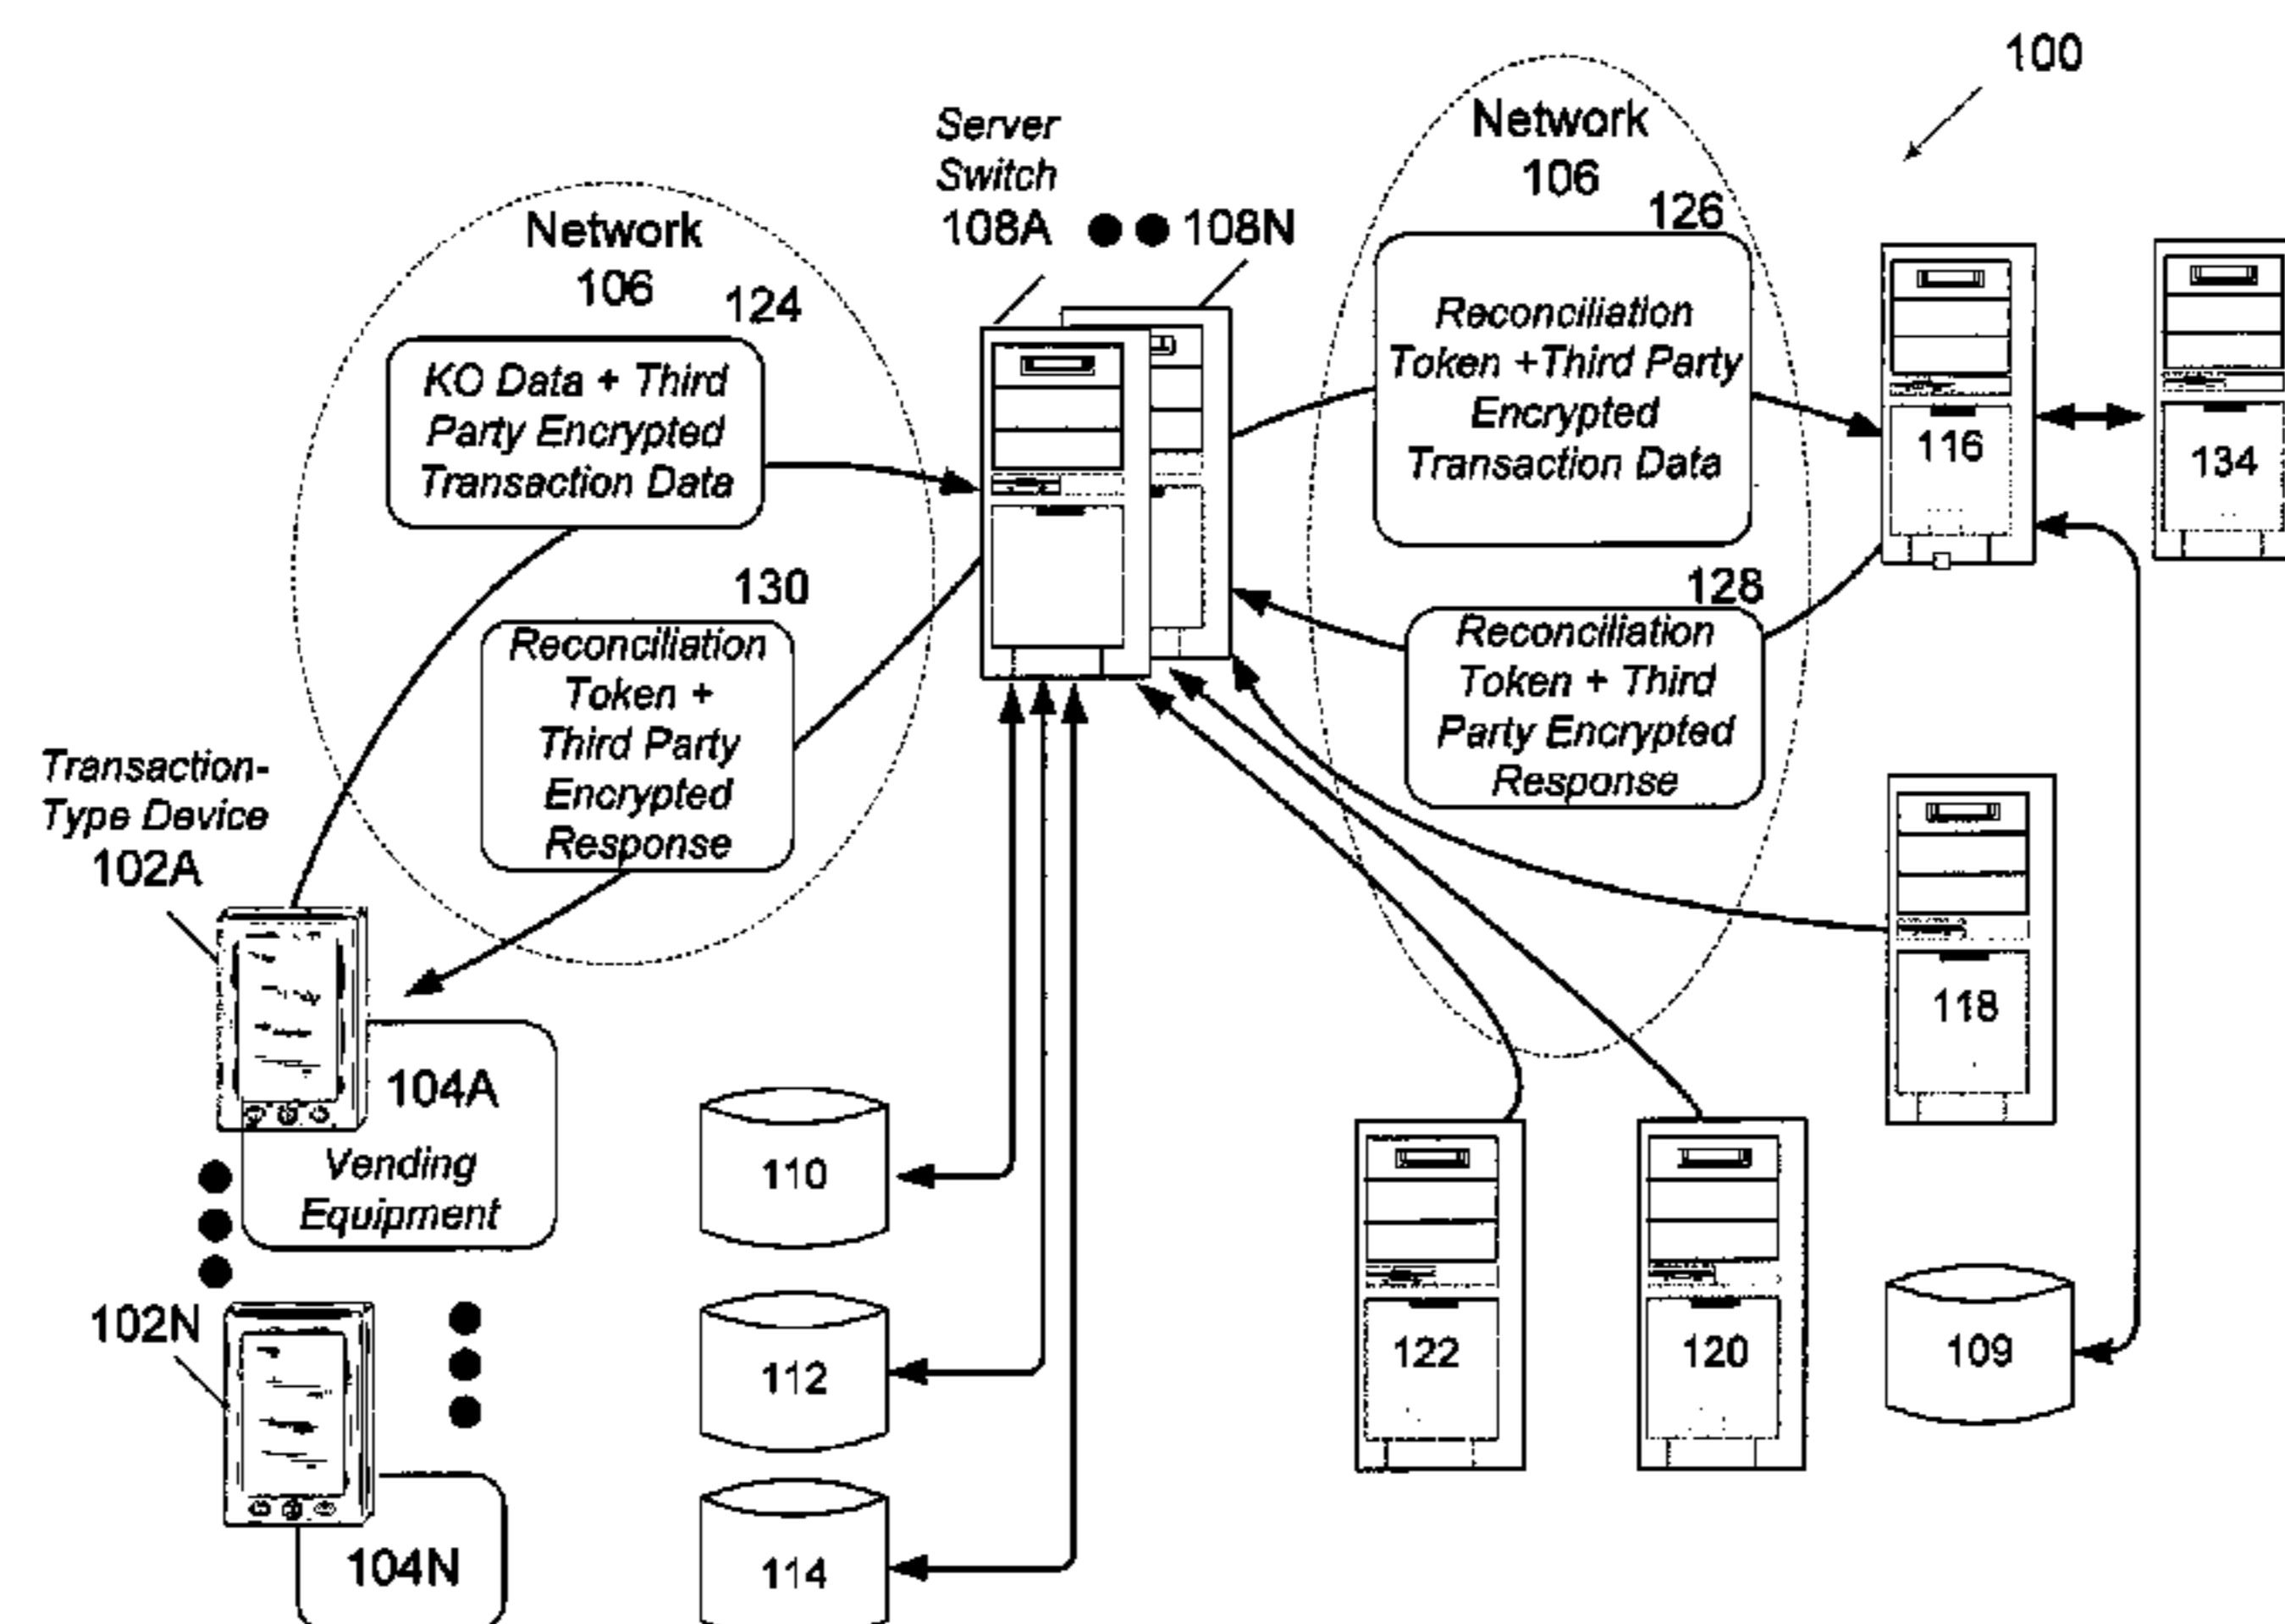 100
Server
Switch
108A
108N
Network
106
126
Network
106
124
KO Data + Third
Party Encrypted
Transaction Data
Reconciliation
Token +Third Party
Encrypted
Transaction Data
116
134
130
Reconciliation
Token +
Third Party
Encrypted
Response
128
Reconciliation
Token + Third
Party Encrypted
Response
Transaction-
Type Device
102A
118
104A
Vending
Equipment
110
102N
112
122
120
109
104N
114